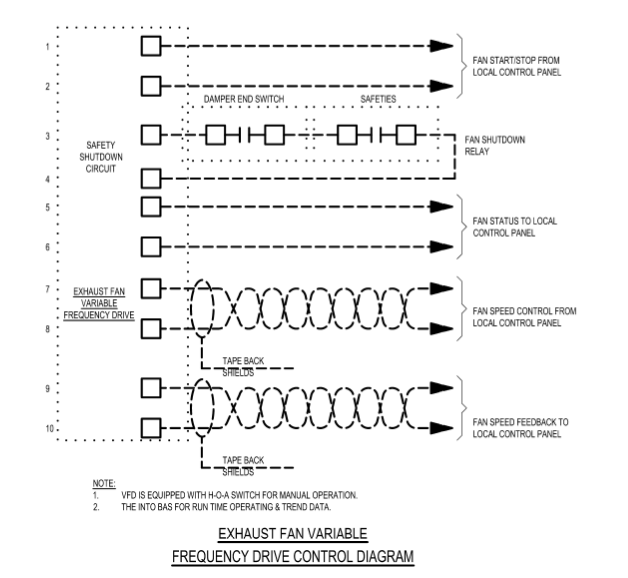 1
FAN START/STOP FROM
LOCAL CONTROL PANEL
2
DAMPER END SWITCH
SAFETIES
3
SAFETY
SHUTDOWN
CIRCUIT
FAN SHUTDOWN
RELAY
4
5
FAN STATUS TO LOCAL
CONTROL PANEL
6
7
EXHAUST FAN
VARIABLE
FREQUENCY DRIVE
FAN SPEED CONTROL FROM
LOCAL CONTROL PANEL
8
TAPE BACK
SHIELDS
9
FAN SPEED FEEDBACK TO
LOCAL CONTROL PANEL
10
TAPE BACK
SHIELDS
NOTE:
1. VFD IS EQUIPPED WITH H-O-A SWITCH FOR MANUAL OPERATION.
2. THE INTO BAS FOR RUN TIME OPERATING & TREND DATA.
EXHAUST FAN VARIABLE
FREQUENCY DRIVE CONTROL DIAGRAM